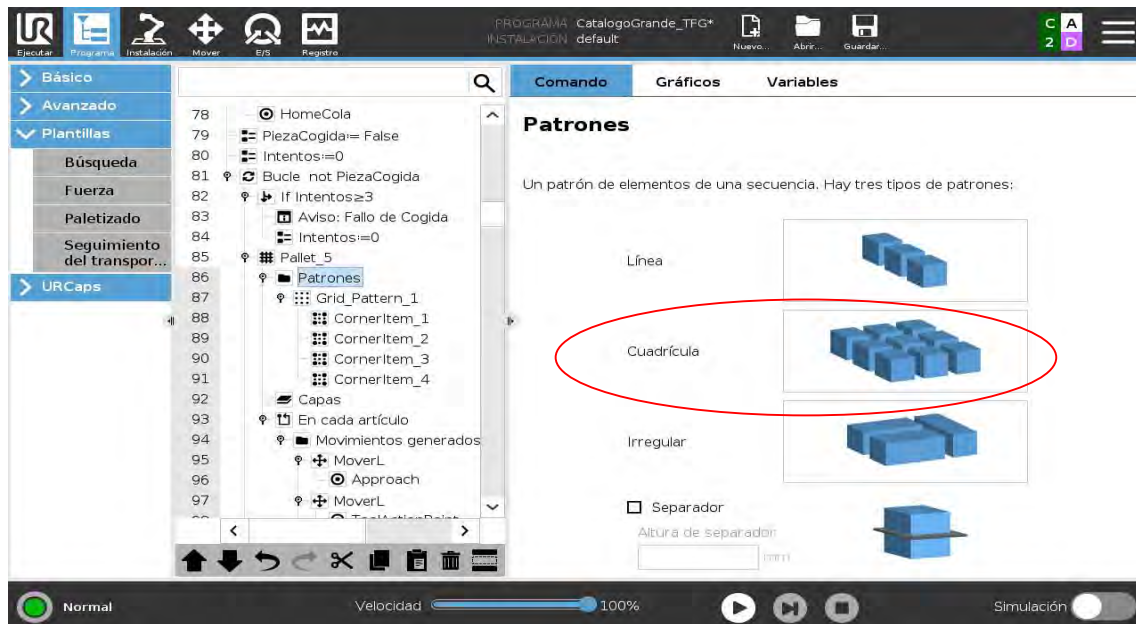 UR
PROGRAMA CatalogoGrande_TFG*
INSTALACIÓN default
C A
2 D
Ejecutar Programa Instalación Mover E/S Registro Nuevo... Abrir... Guardar...
Básico
Avanzado
Plantillas
Búsqueda
Fuerza
Paletizado
Seguimiento
del transpor...
URCaps
78 HomeCola
79 PiezaCogida≔ False
80 Intentos≔0
81 Bucle not PiezaCogida
82 If Intentos≥3
83 Aviso: Fallo de Cogida
84 Intentos≔0
85 Pallet_5
86 Patrones
87 Grid_Pattern_1
88 CornerItem_1
89 CornerItem_2
90 CornerItem_3
91 CornerItem_4
92 Capas
93 En cada artículo
94 Movimientos generados
95 MoverL
96 Approach
97 MoverL
98 ToolActionPoint
Comando Gráficos Variables
Patrones
Un patrón de elementos de una secuencia. Hay tres tipos de patrones:
Línea
Cuadrícula
Irregular
Separador
Altura de separador
mm
Normal
Velocidad 100%
Simulación